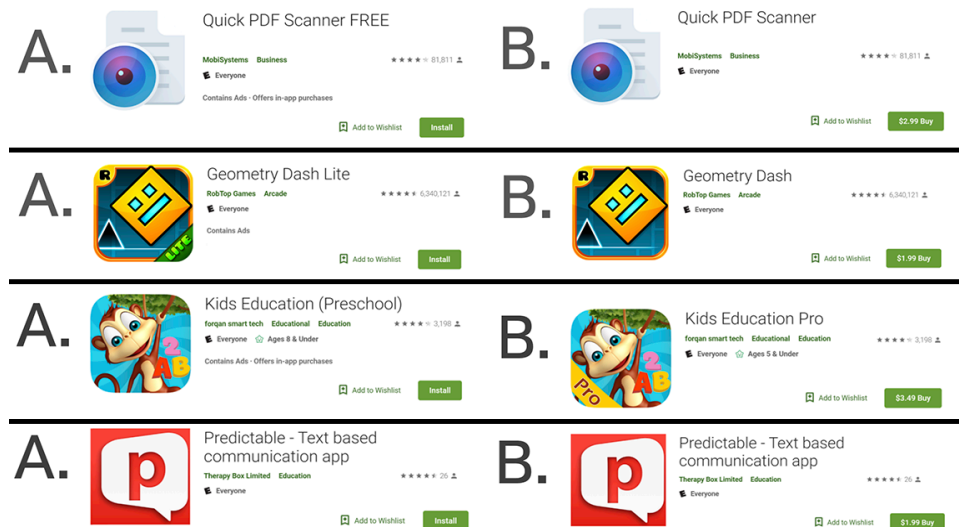 A.
Quick PDF Scanner FREE
MobiSystems Business
81,811
E Everyone
Contains Ads · Offers in-app purchases
Add to Wishlist Install
B.
Quick PDF Scanner
MobiSystems Business
81,811
E Everyone
Add to Wishlist $2.99 Buy
A.
R
LITE
Geometry Dash Lite
RobTop Games Arcade
6,340,121
E Everyone
Contains Ads
Add to Wishlist Install
B.
R
Geometry Dash
RobTop Games Arcade
6,340,121
E Everyone
Add to Wishlist $1.99 Buy
A.
2
AB
Kids Education (Preschool)
forqan smart tech Educational Education
3,198
E Everyone Ages 8 & Under
Contains Ads · Offers in-app purchases
Add to Wishlist Install
B.
2
AB
Pro
Kids Education Pro
forqan smart tech Educational Education
3,198
E Everyone Ages 5 & Under
Add to Wishlist $3.49 Buy
A.
p
Predictable - Text based
communication app
Therapy Box Limited Education
26
E Everyone
Add to Wishlist Install
B.
p
Predictable - Text based
communication app
Therapy Box Limited Education
26
E Everyone
Add to Wishlist $1.99 Buy